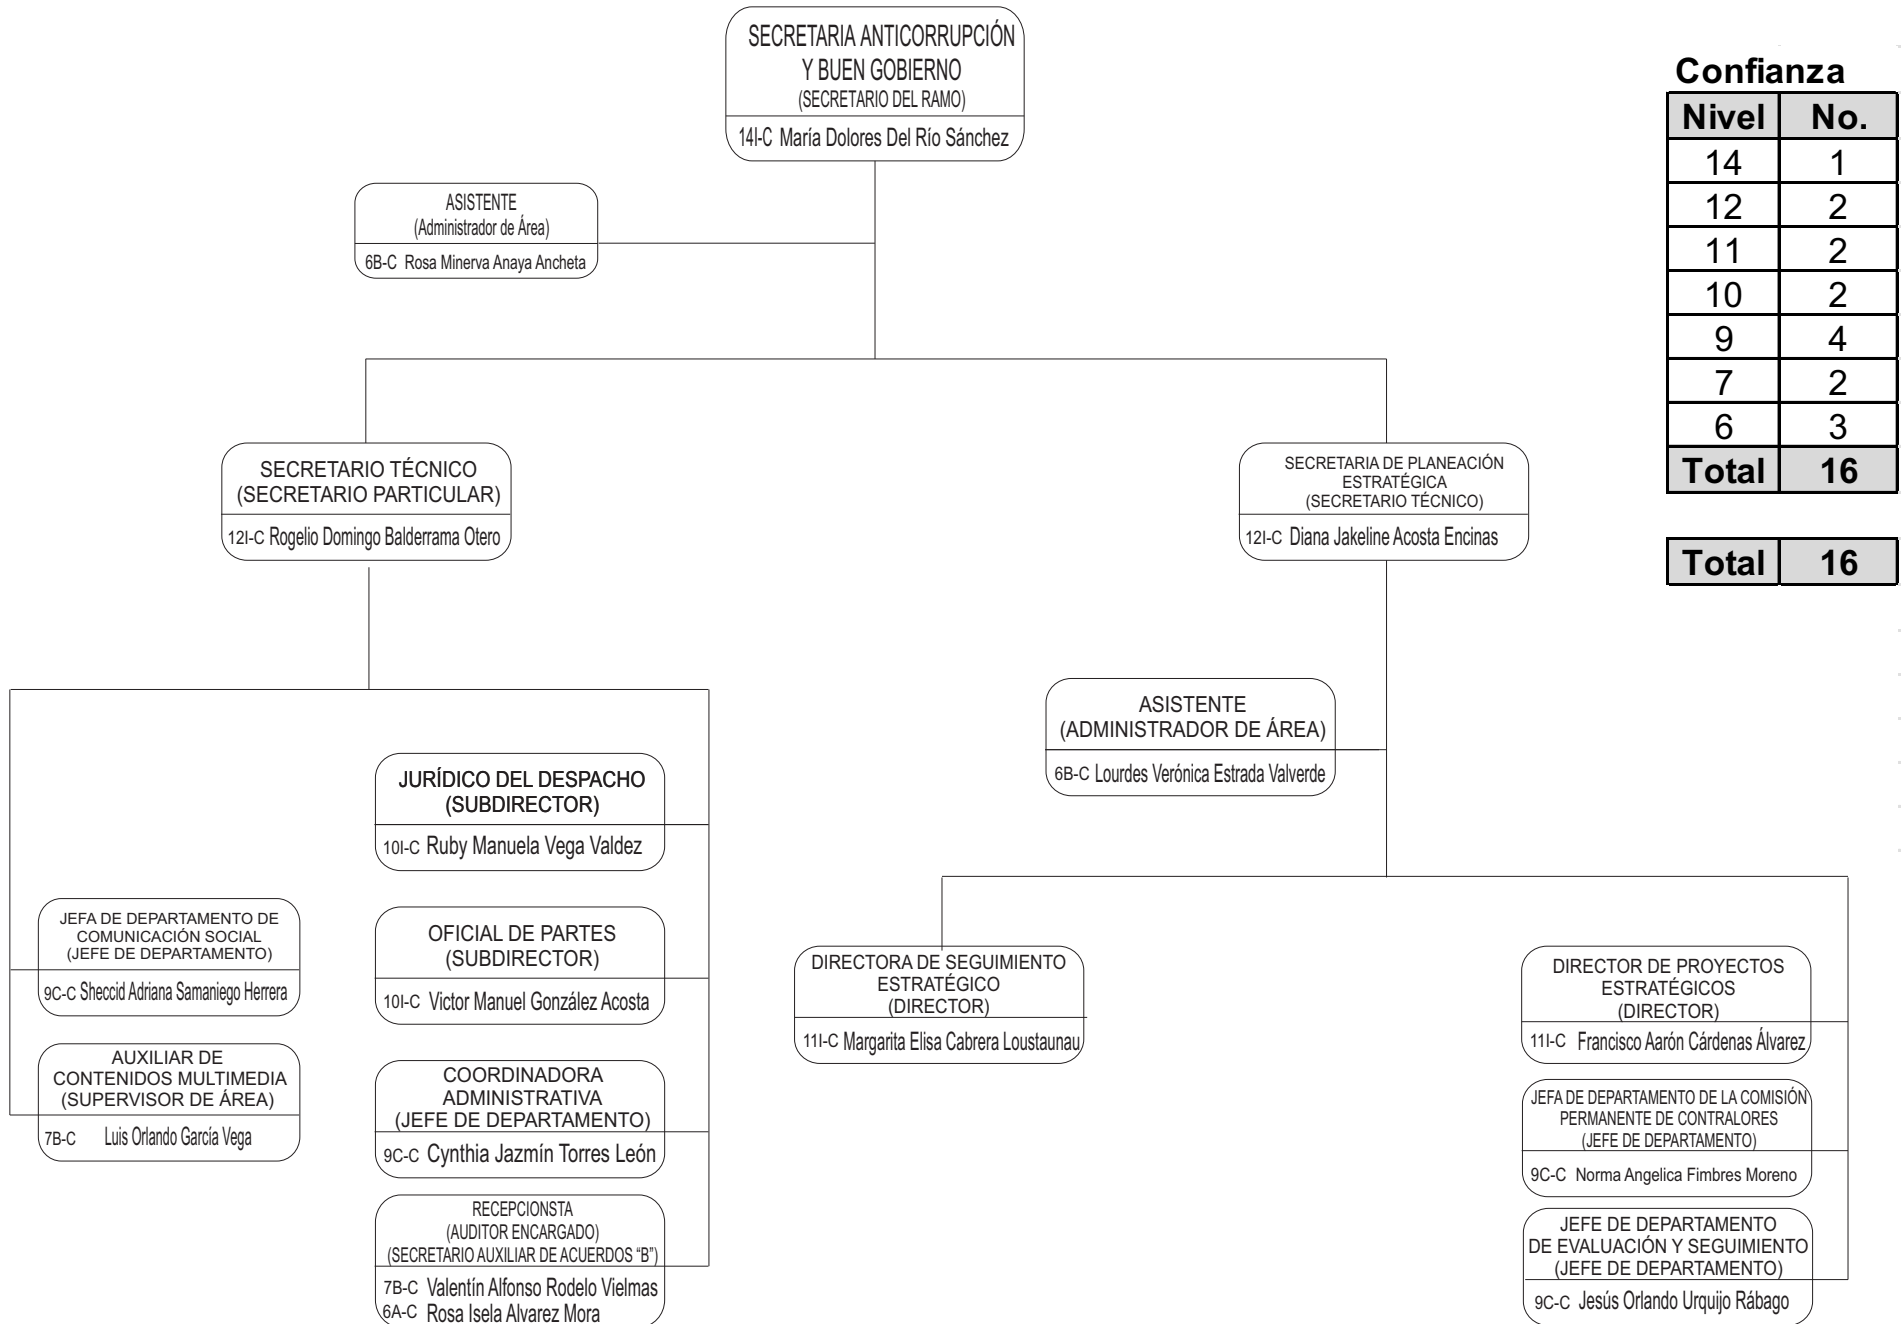 SECRETARIA ANTICORRUPCIÓN
Y BUEN GOBIERNO
(SECRETARIO DEL RAMO)
14I-C María Dolores Del Río Sánchez
ASISTENTE
(Administrador de Área)
6B-C Rosa Minerva Anaya Ancheta
SECRETARIO TÉCNICO
(SECRETARIO PARTICULAR)
12I-C Rogelio Domingo Balderrama Otero
SECRETARIA DE PLANEACIÓN
ESTRATÉGICA
(SECRETARIO TÉCNICO)
12I-C Diana Jakeline Acosta Encinas
JEFA DE DEPARTAMENTO DE
COMUNICACIÓN SOCIAL
(JEFE DE DEPARTAMENTO)
9C-C Sheccid Adriana Samaniego Herrera
AUXILIAR DE
CONTENIDOS MULTIMEDIA
(SUPERVISOR DE ÁREA)
7B-C Luis Orlando García Vega
JURÍDICO DEL DESPACHO
(SUBDIRECTOR)
10I-C Ruby Manuela Vega Valdez
OFICIAL DE PARTES
(SUBDIRECTOR)
10I-C Victor Manuel González Acosta
COORDINADORA
ADMINISTRATIVA
(JEFE DE DEPARTAMENTO)
9C-C Cynthia Jazmín Torres León
RECEPCIONSTA
(AUDITOR ENCARGADO)
(SECRETARIO AUXILIAR DE ACUERDOS “B”)
7B-C Valentín Alfonso Rodelo Vielmas
6A-C Rosa Isela Alvarez Mora
ASISTENTE
(ADMINISTRADOR DE ÁREA)
6B-C Lourdes Verónica Estrada Valverde
DIRECTORA DE SEGUIMIENTO
ESTRATÉGICO
(DIRECTOR)
11I-C Margarita Elisa Cabrera Loustaunau
DIRECTOR DE PROYECTOS
ESTRATÉGICOS
(DIRECTOR)
11I-C Francisco Aarón Cárdenas Álvarez
JEFA DE DEPARTAMENTO DE LA COMISIÓN
PERMANENTE DE CONTRALORES
(JEFE DE DEPARTAMENTO)
9C-C Norma Angelica Fimbres Moreno
JEFE DE DEPARTAMENTO
DE EVALUACIÓN Y SEGUIMIENTO
(JEFE DE DEPARTAMENTO)
9C-C Jesús Orlando Urquijo Rábago
Confianza
Nivel No.
14 1
12 2
11 2
10 2
9 4
7 2
6 3
Total 16
Total 16